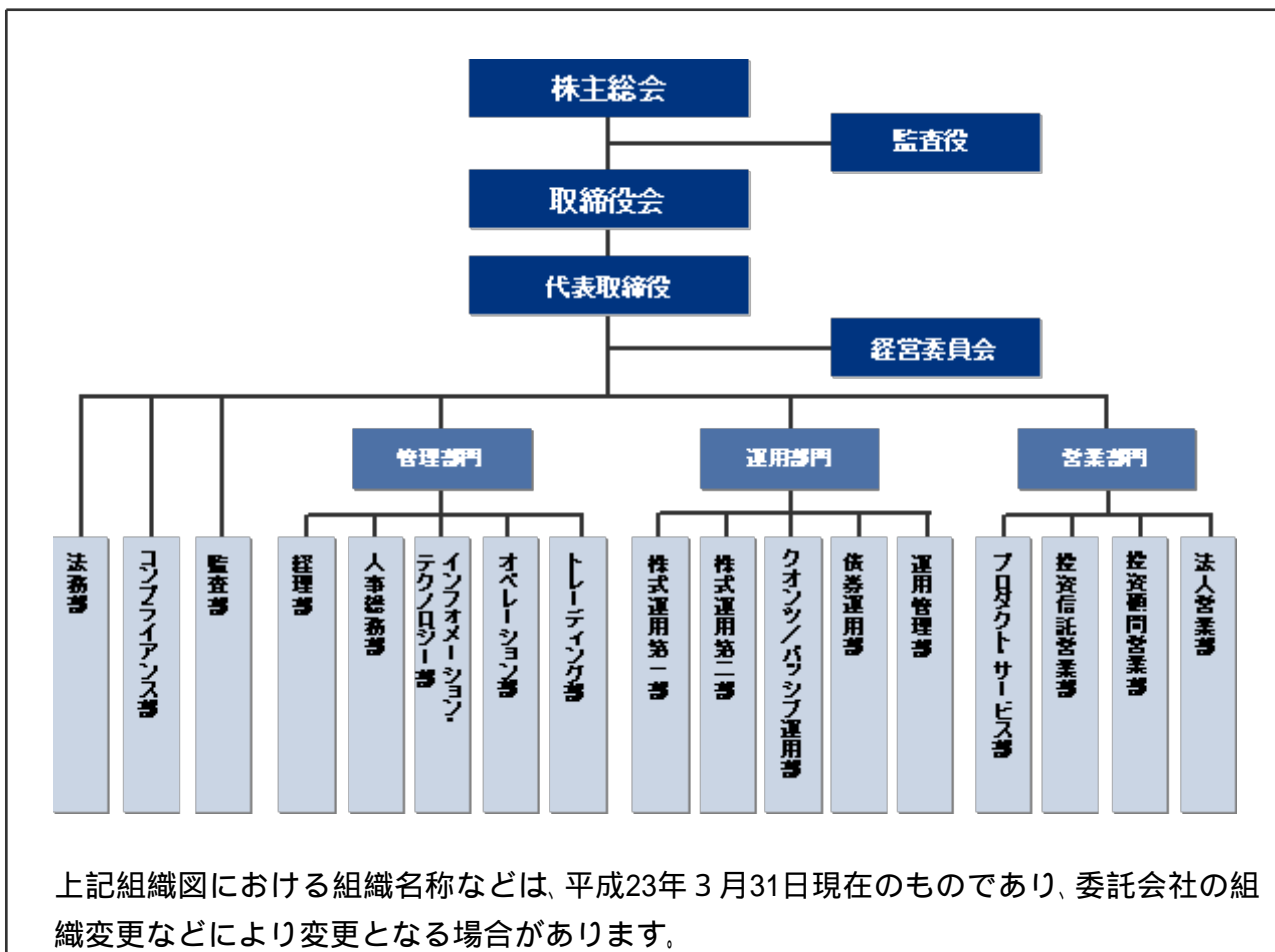 株主総会
監査役
取締役会
代表取締役
経営委員会
管理部門
運用部門
営業部門
法務部
コンプライアンス部
監査部
経理部
人事総務部
インフォメーション・
テクノロジー部
オペレーション部
トレーディング部
株式運用第一部
株式運用第二部
クオンツ／パッシブ運用部
債券運用部
運用管理部
プロダクトサービス部
投資信託営業部
投資顧問営業部
法人営業部
上記組織図における組織名称などは、平成23年３月31日現在のものであり、委託会社の組
織変更などにより変更となる場合があります。